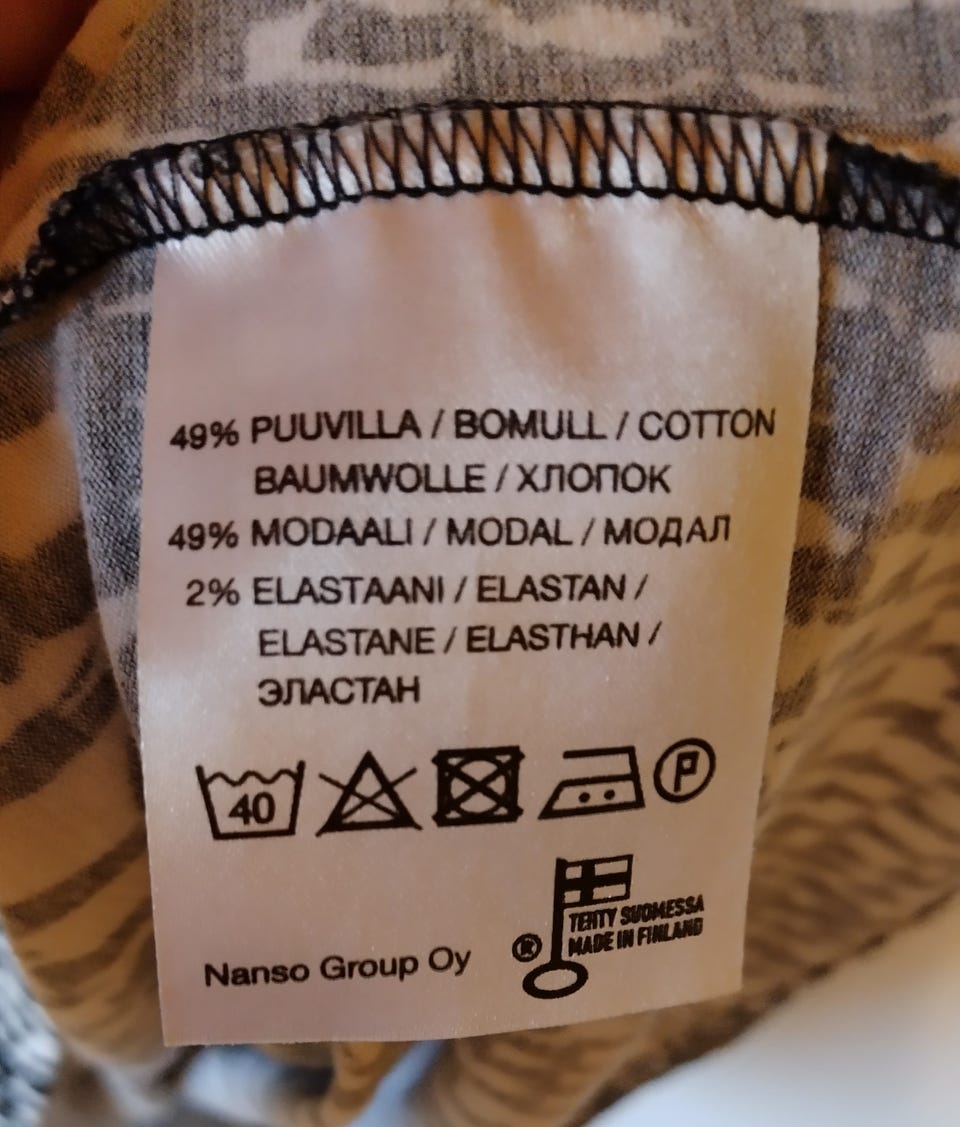 49% PUUVILLA / BOMULL / COTTON
BAUMWOLLE / ХЛОПОК
49% MODAALI / MODAL / МОДАЛ
2% ELASTAANI / ELASTAN /
ELASTANE / ELASTHAN /
ЭЛАСТАН
40
P
TEHTY SUOMESSA
MADE IN FINLAND
®
Nanso Group Oy